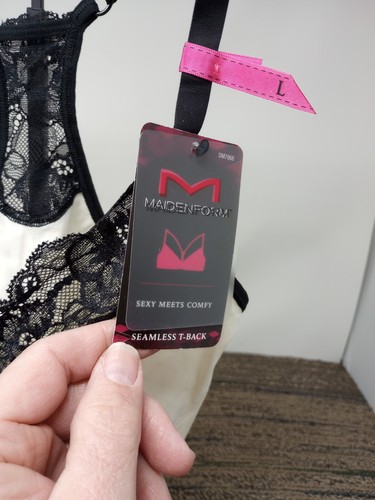 L
MAIDENFORM
SEXY MEETS COMFY
SEAMLESS T-BACK